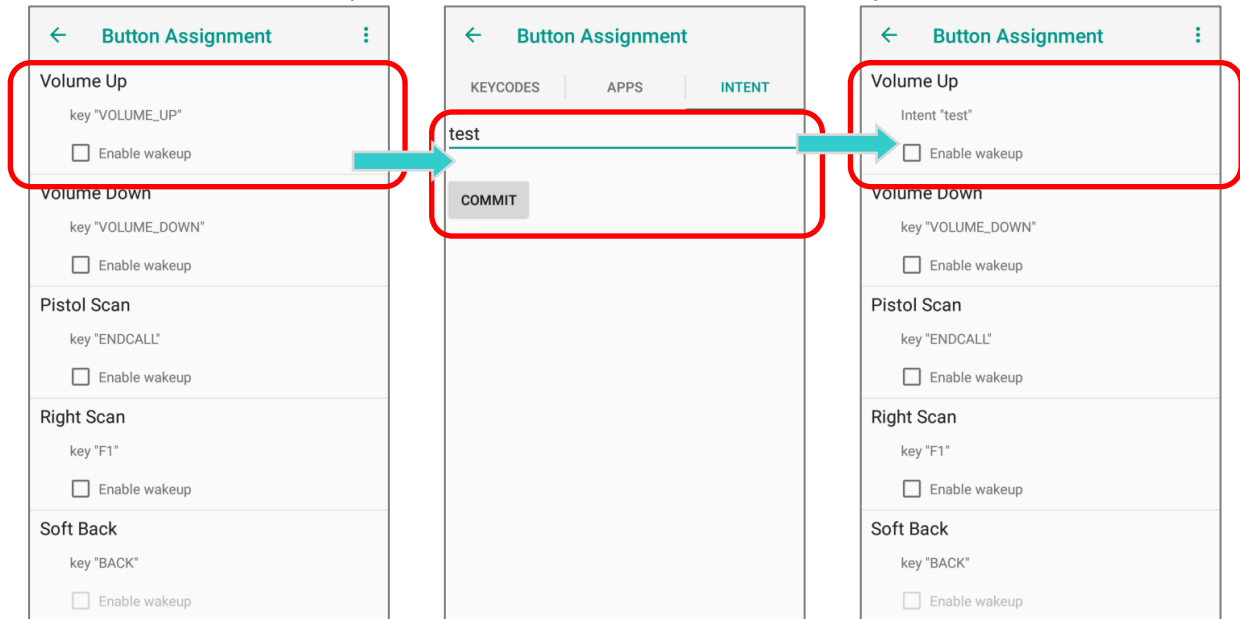 Button Assignment
Volume Up
key "VOLUME_UP"
Enable wakeup
Volume Down
key "VOLUME_DOWN"
Enable wakeup
Pistol Scan
key "ENDCALL"
Enable wakeup
Right Scan
key "F1"
Enable wakeup
Soft Back
key "BACK"
Enable wakeup
Button Assignment
KEYCODES APPS INTENT
test
COMMIT
Button Assignment
Volume Up
Intent "test"
Enable wakeup
Volume Down
key "VOLUME_DOWN"
Enable wakeup
Pistol Scan
key "ENDCALL"
Enable wakeup
Right Scan
key "F1"
Enable wakeup
Soft Back
key "BACK"
Enable wakeup